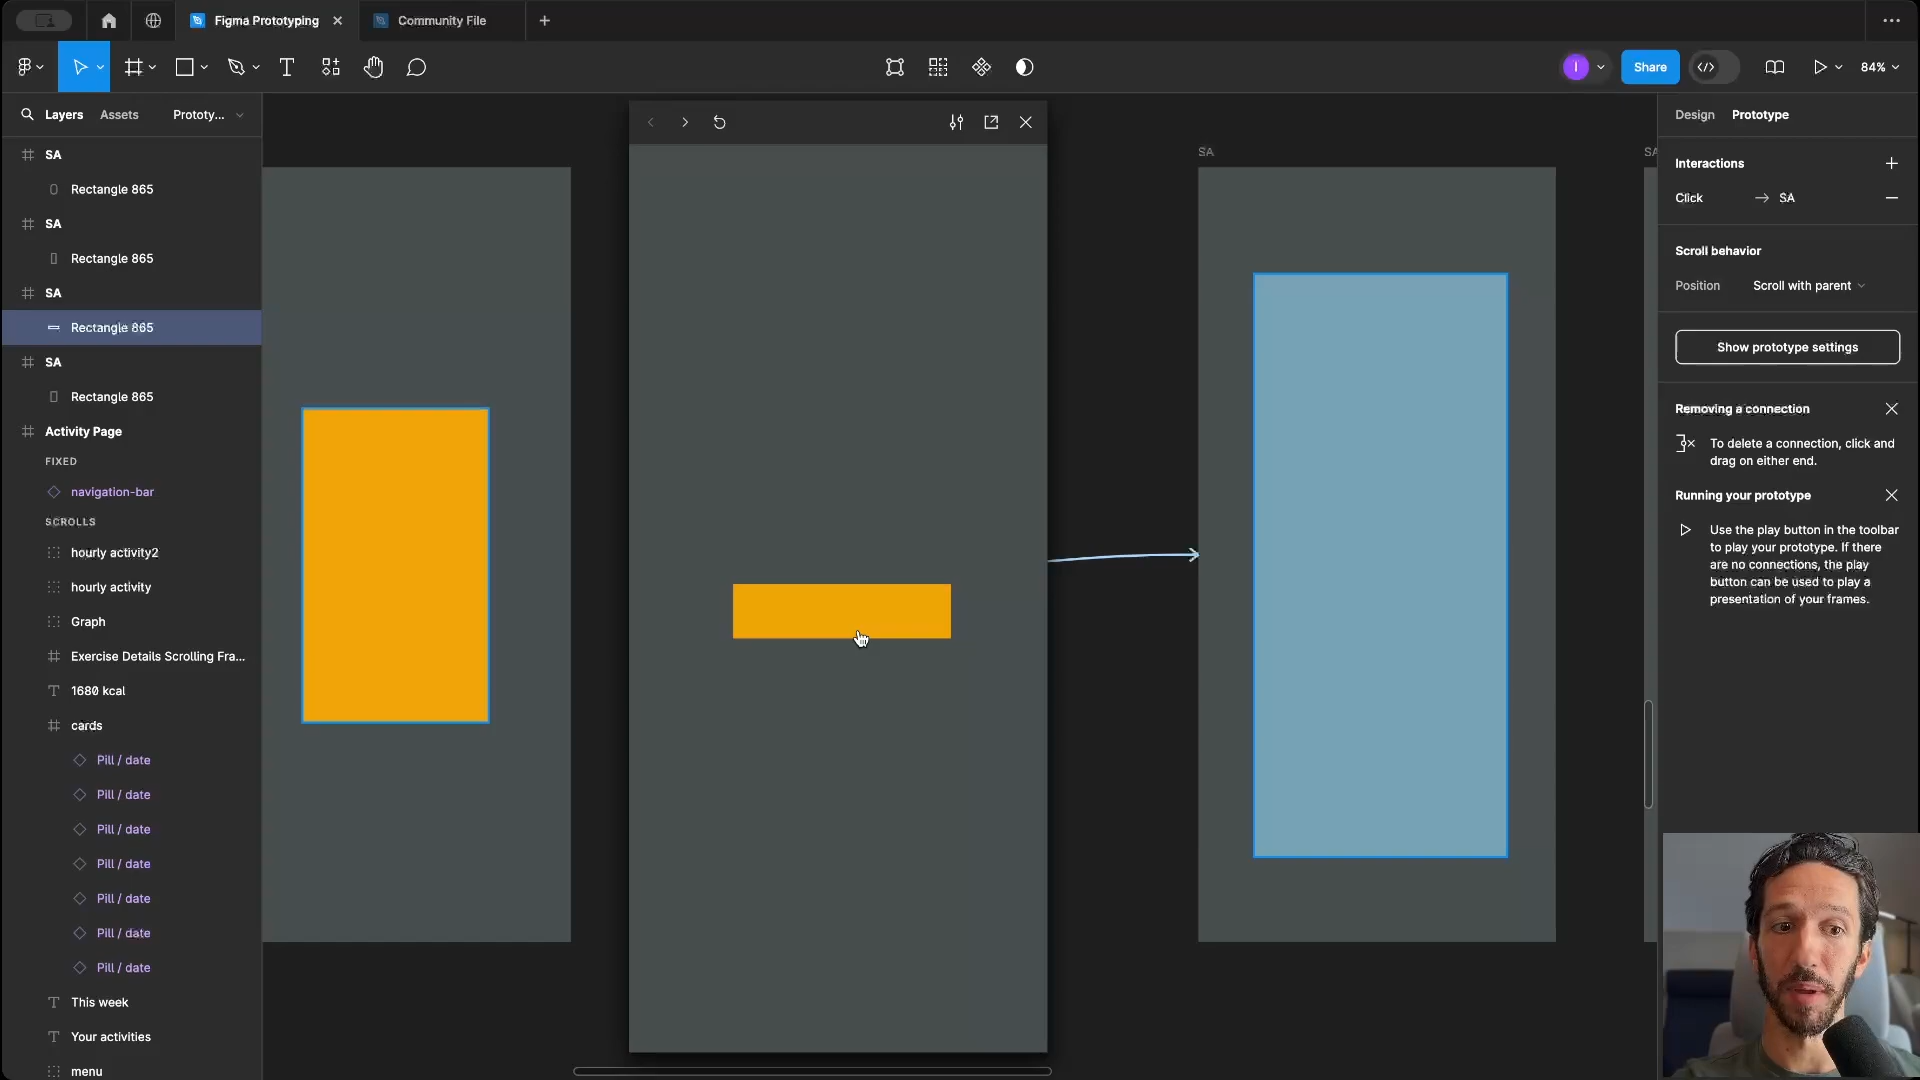 Figma Prototyping
Community File
I
Share
84%
Layers
Assets
Prototy...
SA
Rectangle 865
SA
Rectangle 865
SA
Rectangle 865
SA
Rectangle 865
Activity Page
FIXED
navigation-bar
SCROLLS
hourly activity2
hourly activity
Graph
Exercise Details Scrolling Fra...
1680 kcal
cards
Pill / date
Pill / date
Pill / date
Pill / date
Pill / date
Pill / date
Pill / date
This week
Your activities
menu
SA
SA
Design
Prototype
Interactions
Click
SA
Scroll behavior
Position
Scroll with parent
Show prototype settings
Removing a connection
To delete a connection, click and
drag on either end.
Running your prototype
Use the play button in the toolbar
to play your prototype. If there
are no connections, the play
button can be used to play a
presentation of your frames.